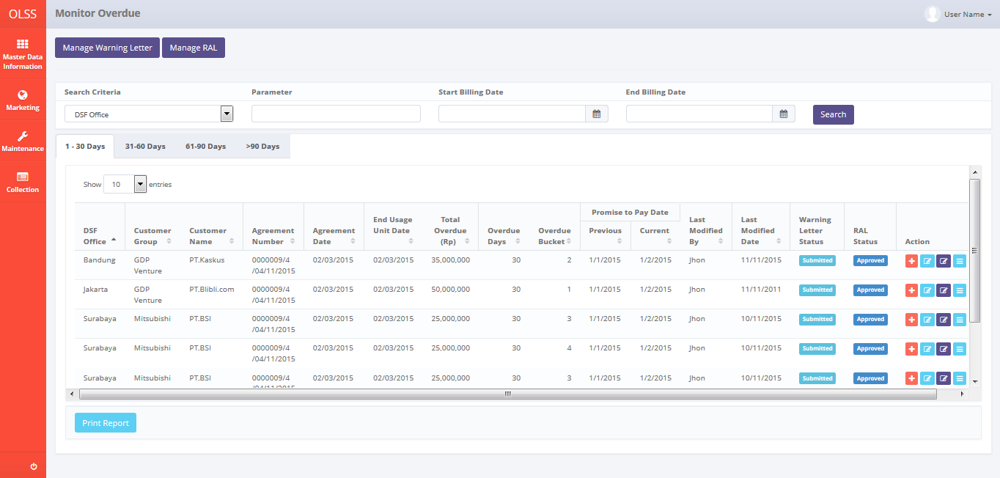 OLSS
Monitor Overdue
User Name
Master Data
Information
Marketing
Maintenance
Collection
Manage Warning Letter
Manage RAL
Search Criteria
Parameter
Start Billing Date
End Billing Date
DSF Office
Search
1 - 30 Days
31-60 Days
61-90 Days
>90 Days
Show 10 entries
DSF
Office
Customer
Group
Customer
Name
Agreement
Number
Agreement
Date
End Usage
Unit Date
Total
Overdue
(Rp)
Overdue
Days
Overdue
Bucket
Promise to Pay Date
Previous
Current
Last
Modified
By
Last
Modified
Date
Warning
Letter
Status
RAL
Status
Action
Bandung GDP PT.Kaskus 0000009/4 02/03/2015 02/03/2015 35,000,000 30 2 1/1/2015 1/2/2015 Jhon 11/11/2015 Submitted Approved
Venture /04/11/2015
Jakarta GDP PT.Blibli.com 0000009/4 02/03/2015 02/03/2015 50,000,000 30 1 1/1/2015 1/2/2015 Jhon 11/11/2011 Submitted Approved
Venture /04/11/2015
Surabaya Mitsubishi PT.BSI 0000009/4 02/03/2015 02/03/2015 25,000,000 30 3 1/1/2015 1/2/2015 Jhon 10/11/2015 Submitted Approved
/04/11/2015
Surabaya Mitsubishi PT.BSI 0000009/4 02/03/2015 02/03/2015 25,000,000 30 4 1/1/2015 1/2/2015 Jhon 10/11/2015 Submitted Approved
/04/11/2015
Surabaya Mitsubishi PT.BSI 0000009/4 02/03/2015 02/03/2015 25,000,000 30 3 1/1/2015 1/2/2015 Jhon 10/11/2015 Submitted Approved
Print Report